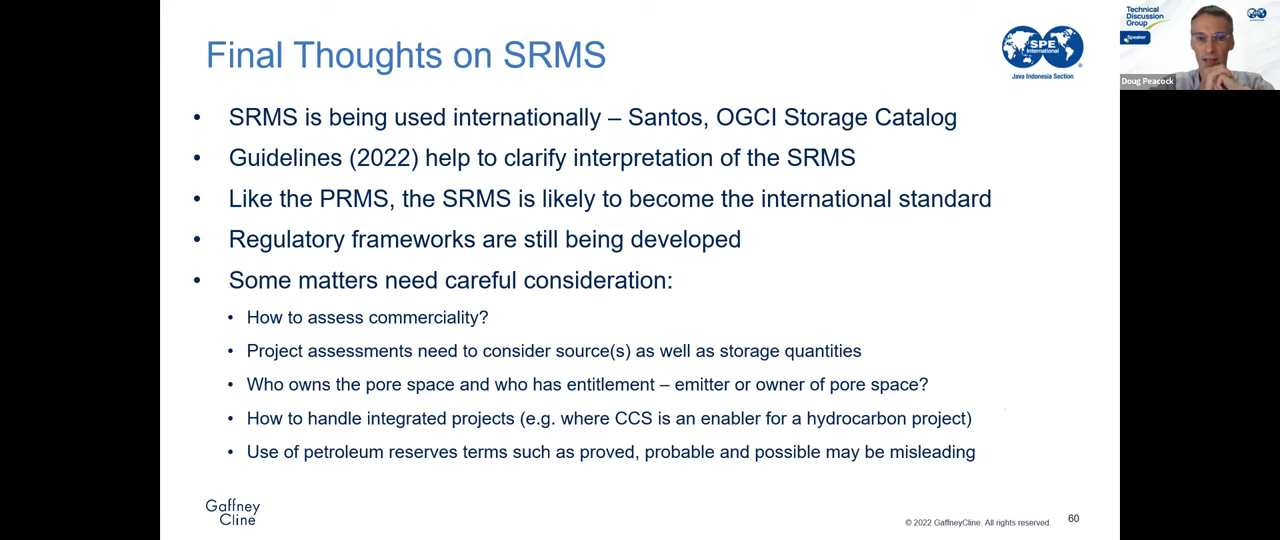 Final Thoughts on SRMS
SPE
International
Java Indonesia Section
Technical
Discussion
Group
Speaker
Doug Peacock
• SRMS is being used internationally – Santos, OGCI Storage Catalog
• Guidelines (2022) help to clarify interpretation of the SRMS
• Like the PRMS, the SRMS is likely to become the international standard
• Regulatory frameworks are still being developed
• Some matters need careful consideration:
• How to assess commerciality?
• Project assessments need to consider source(s) as well as storage quantities
• Who owns the pore space and who has entitlement – emitter or owner of pore space?
• How to handle integrated projects (e.g. where CCS is an enabler for a hydrocarbon project)
• Use of petroleum reserves terms such as proved, probable and possible may be misleading
Gaffney
Cline
© 2022 GaffneyCline. All rights reserved.
60